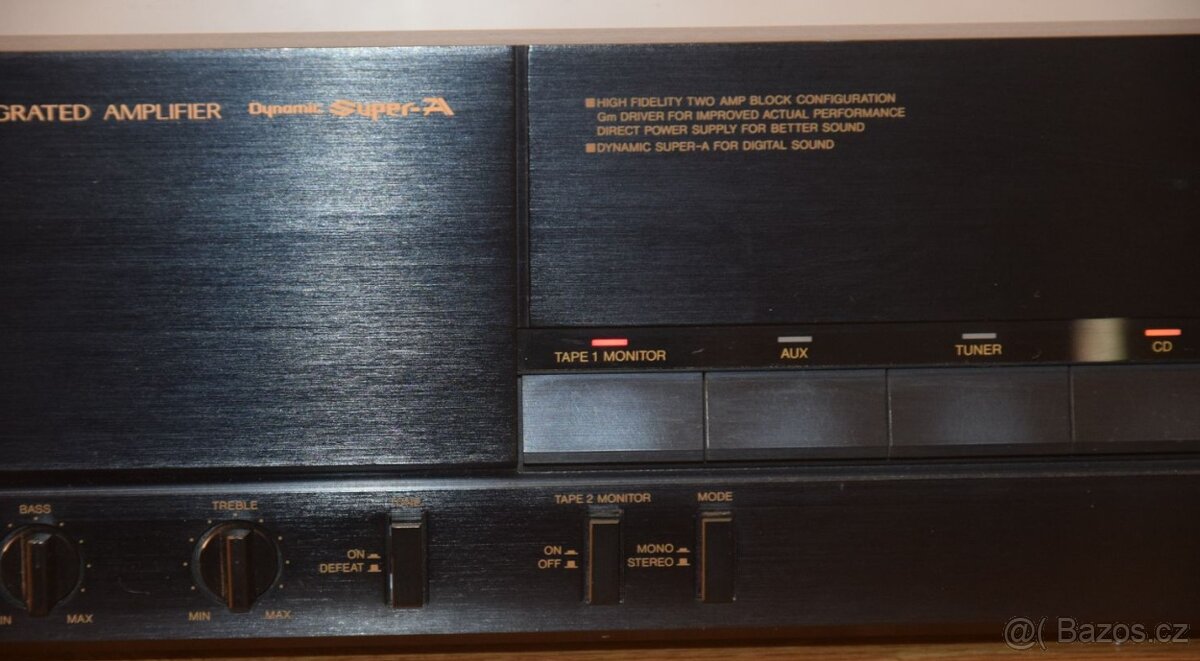 GRATED AMPLIFIER Dynamic Super-A
■HIGH FIDELITY TWO AMP BLOCK CONFIGURATION
Gm DRIVER FOR IMPROVED ACTUAL PERFORMANCE
DIRECT POWER SUPPLY FOR BETTER SOUND
■DYNAMIC SUPER-A FOR DIGITAL SOUND
TAPE 1 MONITOR AUX TUNER CD
BASS TREBLE TONE TAPE 2 MONITOR MODE
ON
DEFEAT
ON
OFF
MONO
STEREO
IN MAX MIN MAX
@( Bazos.cz